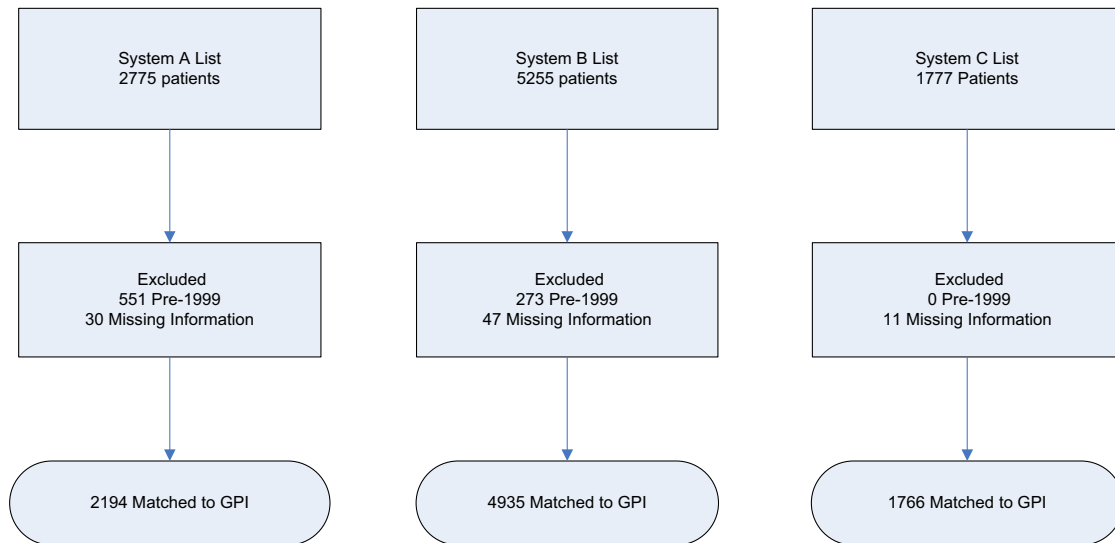 System A List
2775 patients
System B List
5255 patients
System C List
1777 Patients
Excluded
551 Pre-1999
30 Missing Information
Excluded
273 Pre-1999
47 Missing Information
Excluded
0 Pre-1999
11 Missing Information
2194 Matched to GPI
4935 Matched to GPI
1766 Matched to GPI